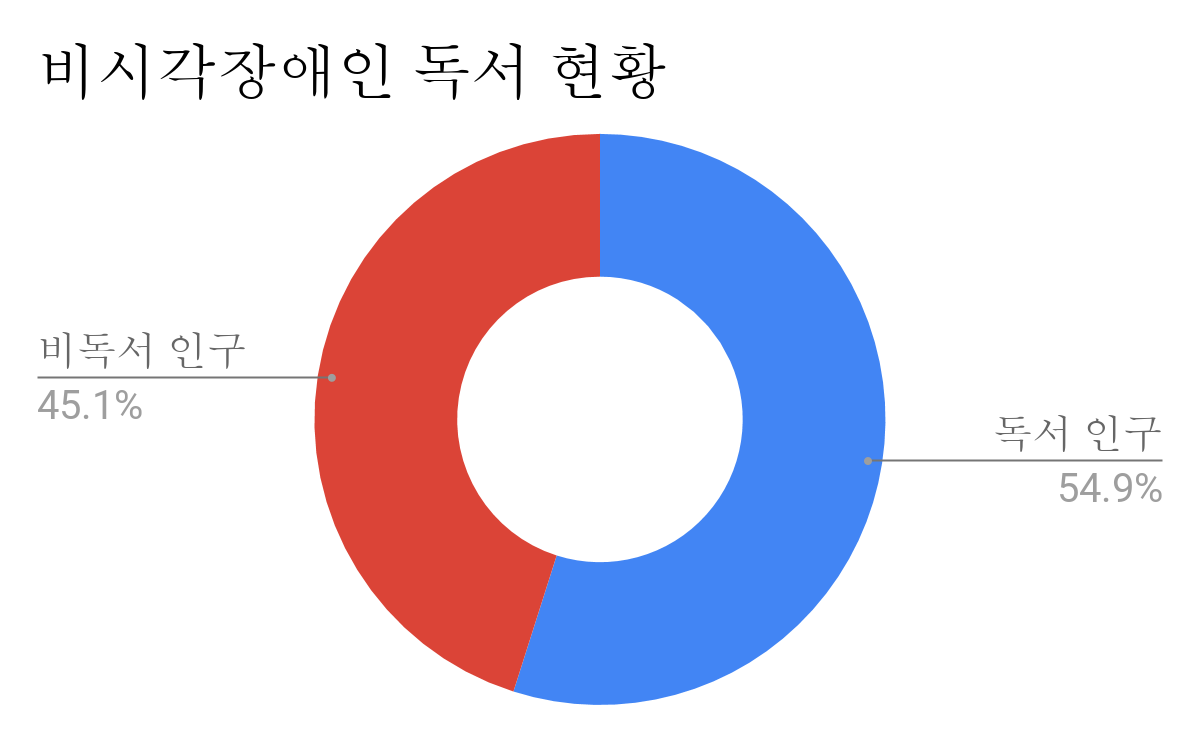 비시각장애인 독서 현황
비독서 인구
45.1%
독서 인구
54.9%